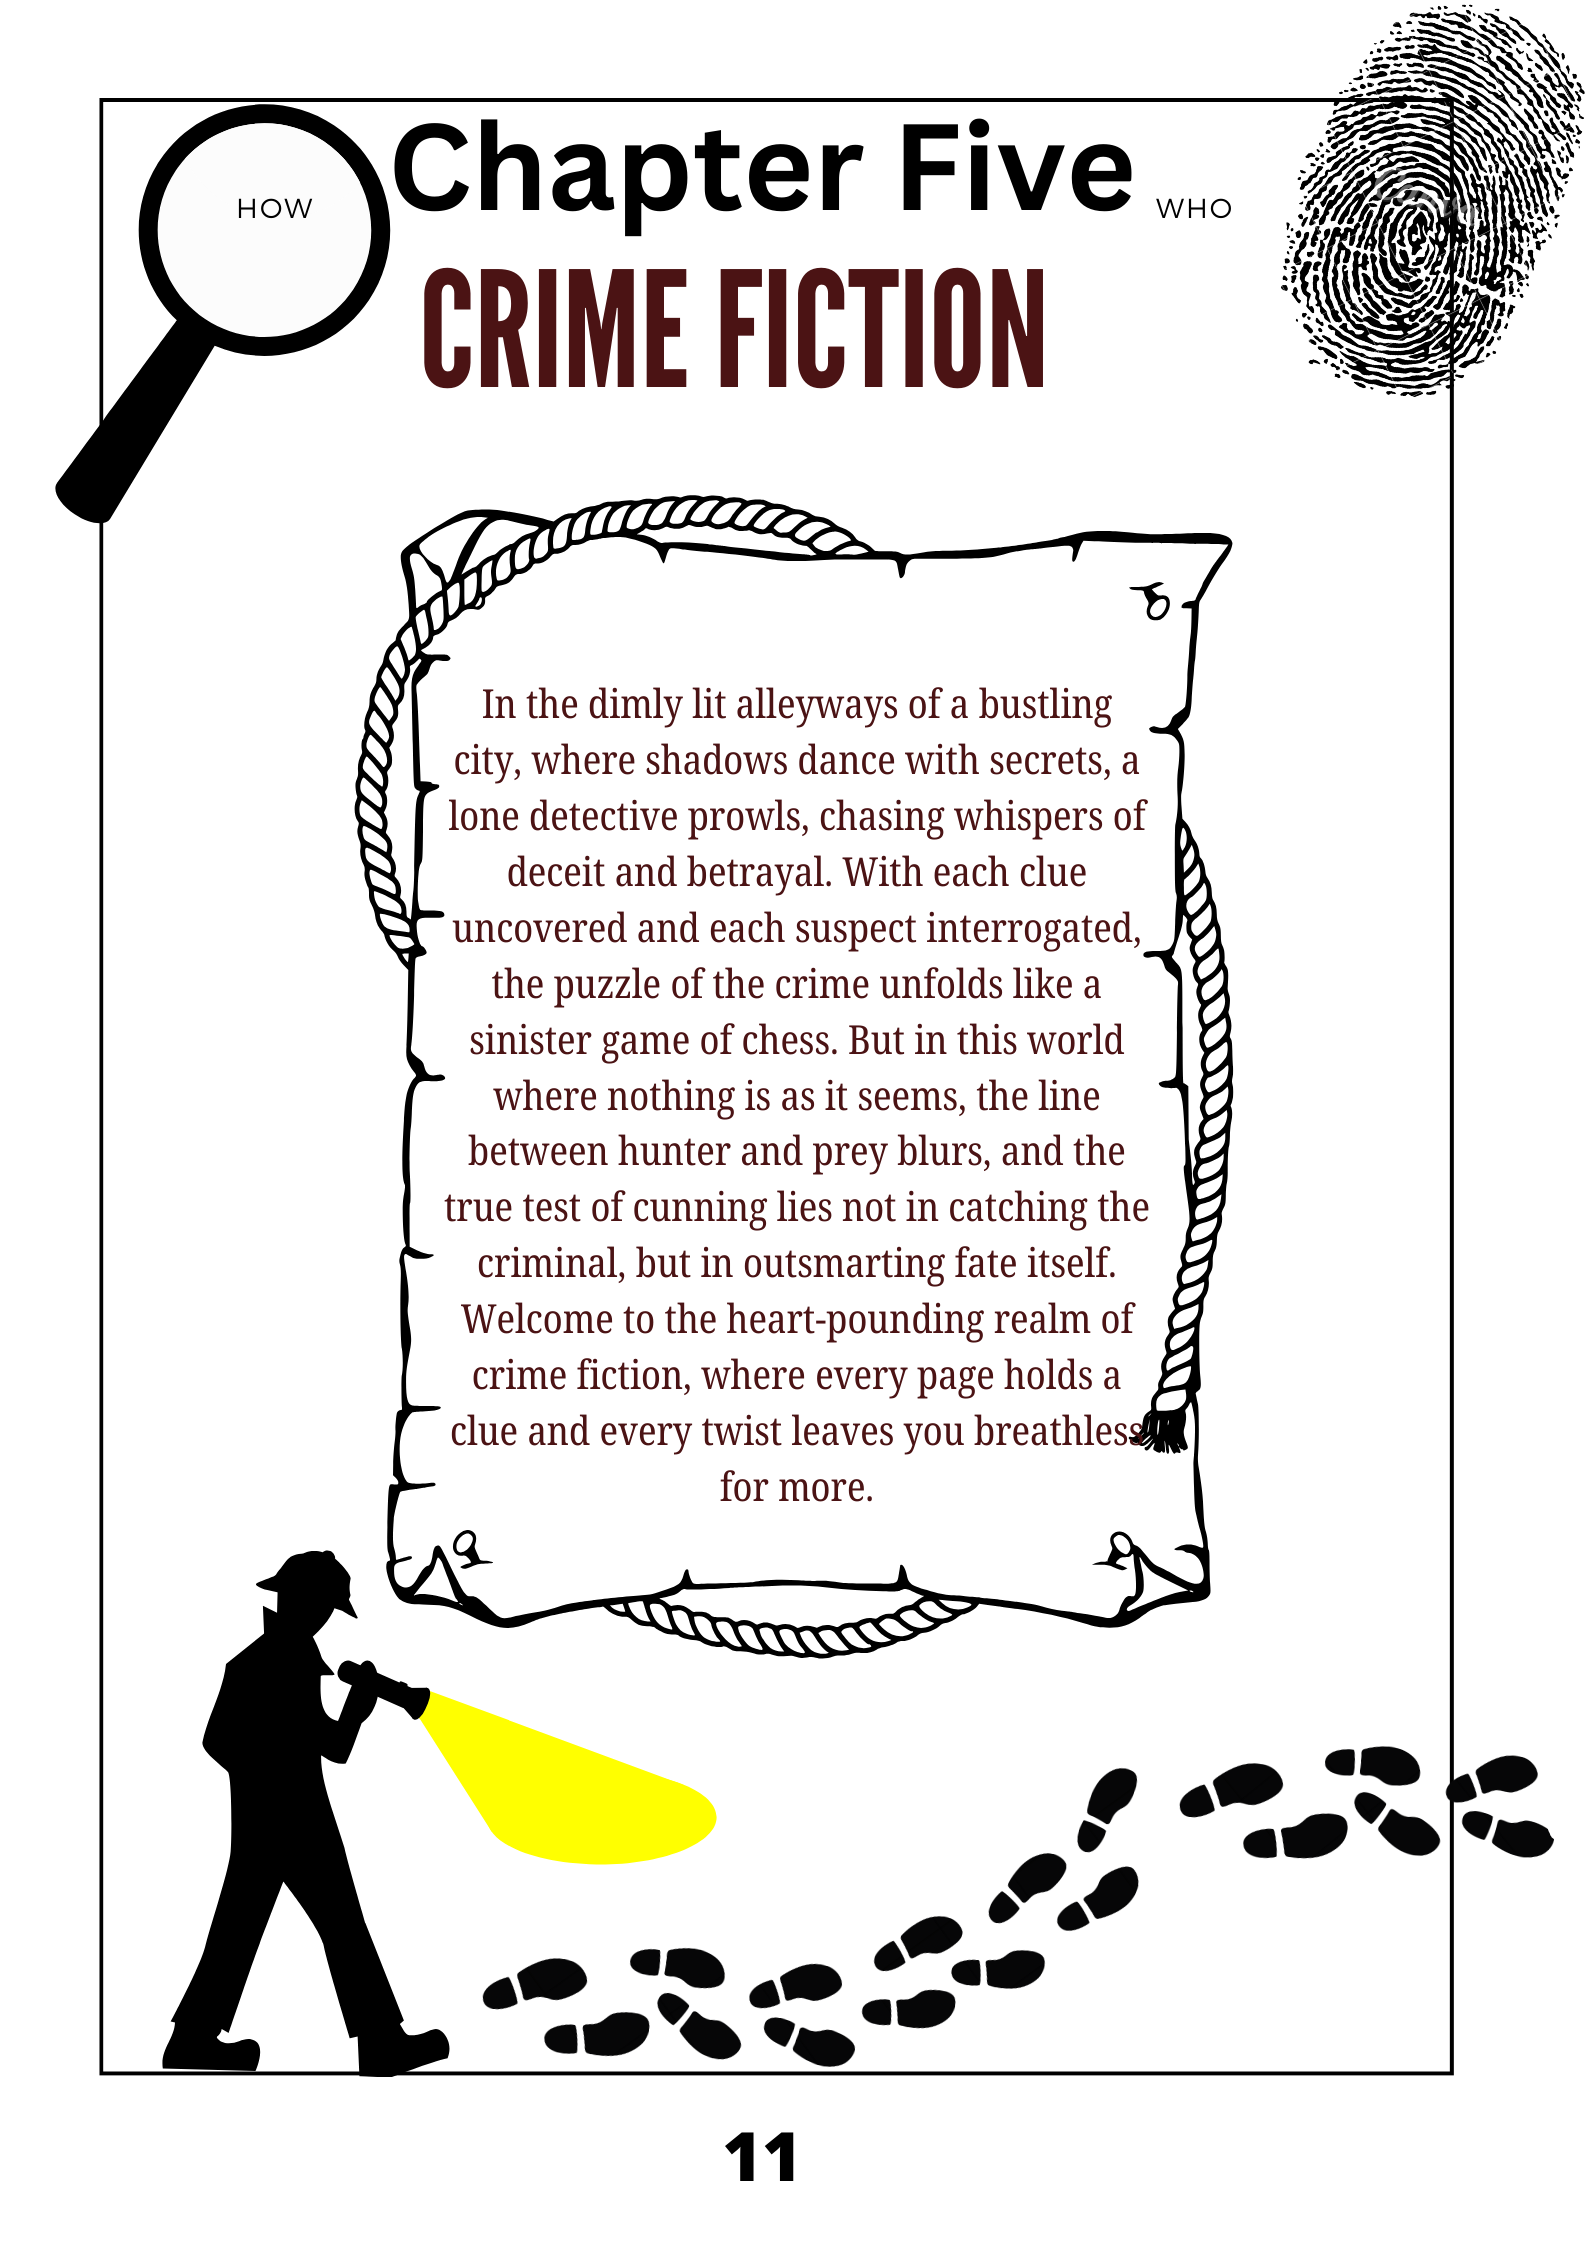 HOW
Chapter Five
WHO
CRIME FICTION
In the dimly lit alleyways of a bustling
city, where shadows dance with secrets, a
lone detective prowls, chasing whispers of
deceit and betrayal. With each clue
uncovered and each suspect interrogated,
the puzzle of the crime unfolds like a
sinister game of chess. But in this world
where nothing is as it seems, the line
between hunter and prey blurs, and the
true test of cunning lies not in catching the
criminal, but in outsmarting fate itself.
Welcome to the heart-pounding realm of
crime fiction, where every page holds a
clue and every twist leaves you breathless
for more.
11